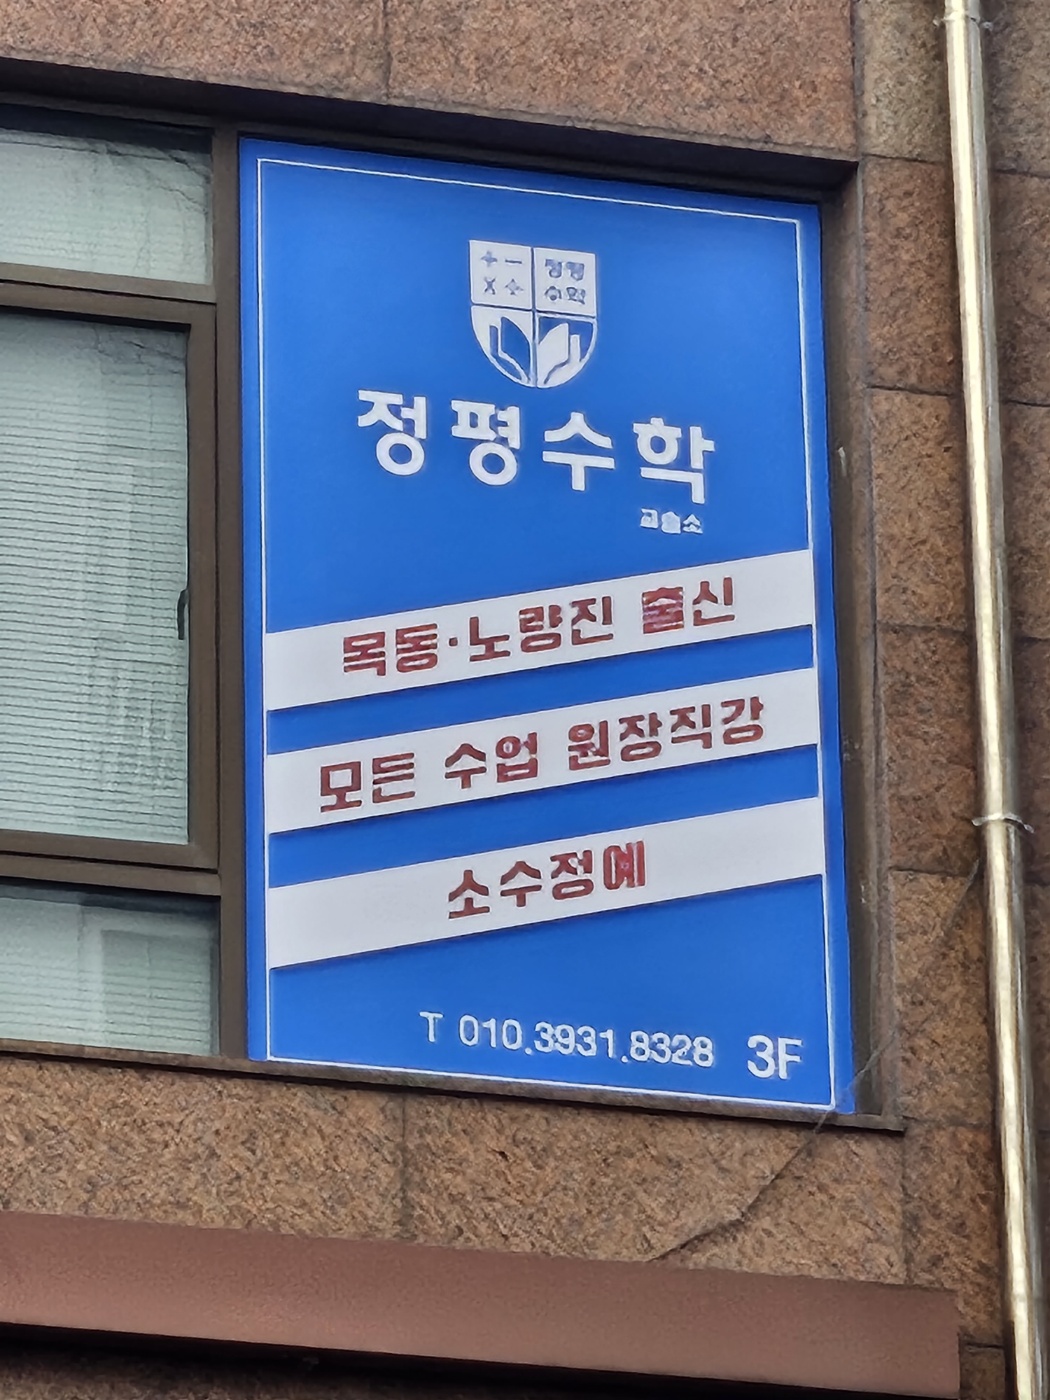 + − 정평
× ÷ 수학
정평수학
교습소
목동·노량진 출신
모든 수업 원장직강
소수정예
T 010.3931.8328 3F